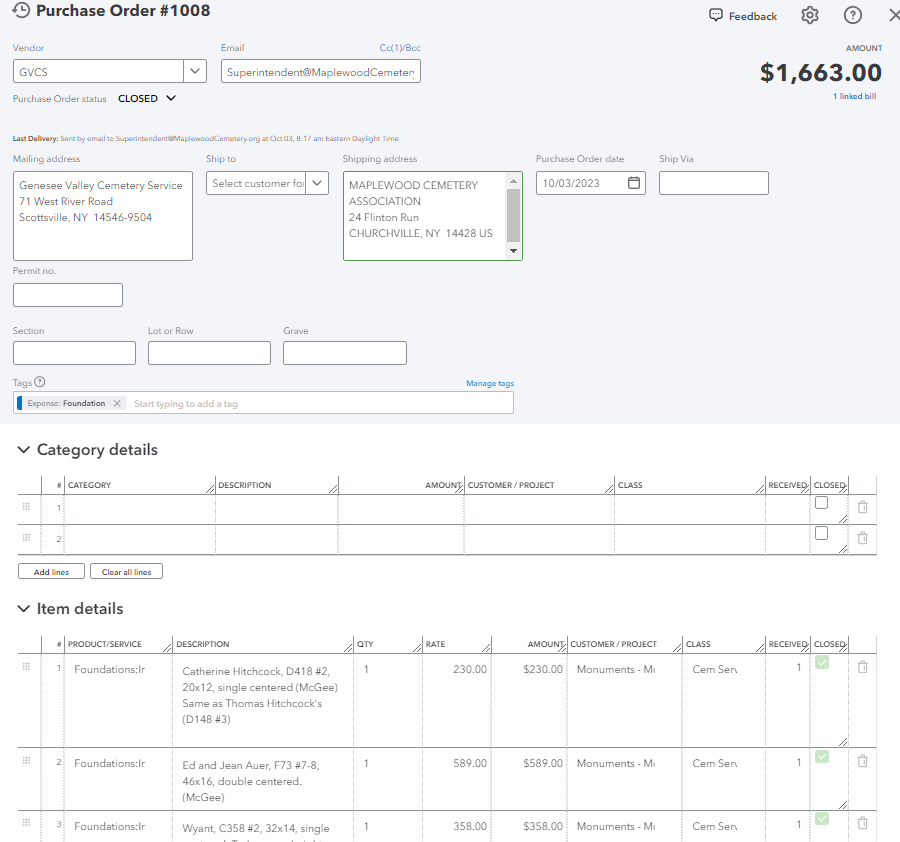 Purchase Order #1008
Feedback
Vendor
Email
Cc(1)/Bcc
AMOUNT
GVCS
Superintendent@MaplewoodCemeter
$1,663.00
Purchase Order status CLOSED
1 linked bill
Last Delivery: Sent by email to Superintendent@MaplewoodCemetery.org at Oct 03, 8:17 am Eastern Daylight Time
Mailing address
Genesee Valley Cemetery Service
71 West River Road
Scottsville, NY 14546-9504
Ship to
Select customer for
Shipping address
MAPLEWOOD CEMETERY
ASSOCIATION
24 Flinton Run
CHURCHVILLE, NY 14428 US
Purchase Order date
10/03/2023
Ship Via
Permit no.
Section
Lot or Row
Grave
Tags
Manage tags
Expense: Foundation
Start typing to add a tag
Category details
# CATEGORY DESCRIPTION AMOUNT CUSTOMER / PROJECT CLASS RECEIVED CLOSED
1
2
Add lines
Clear all lines
Item details
# PRODUCT/SERVICE DESCRIPTION QTY RATE AMOUNT CUSTOMER / PROJECT CLASS RECEIVED CLOSED
1 Foundations:Ir Catherine Hitchcock, D418 #2, 1 230.00 $230.00 Monuments - Mc Cem Serv 1
20x12, single centered (McGee)
Same as Thomas Hitchcock's
(D148 #3)
2 Foundations:Ir Ed and Jean Auer, F73 #7-8, 1 589.00 $589.00 Monuments - Mc Cem Serv 1
46x16, double centered.
(McGee)
3 Foundations:Ir Wyant, C358 #2, 32x14, single 1 358.00 $358.00 Monuments - Mc Cem Serv 1